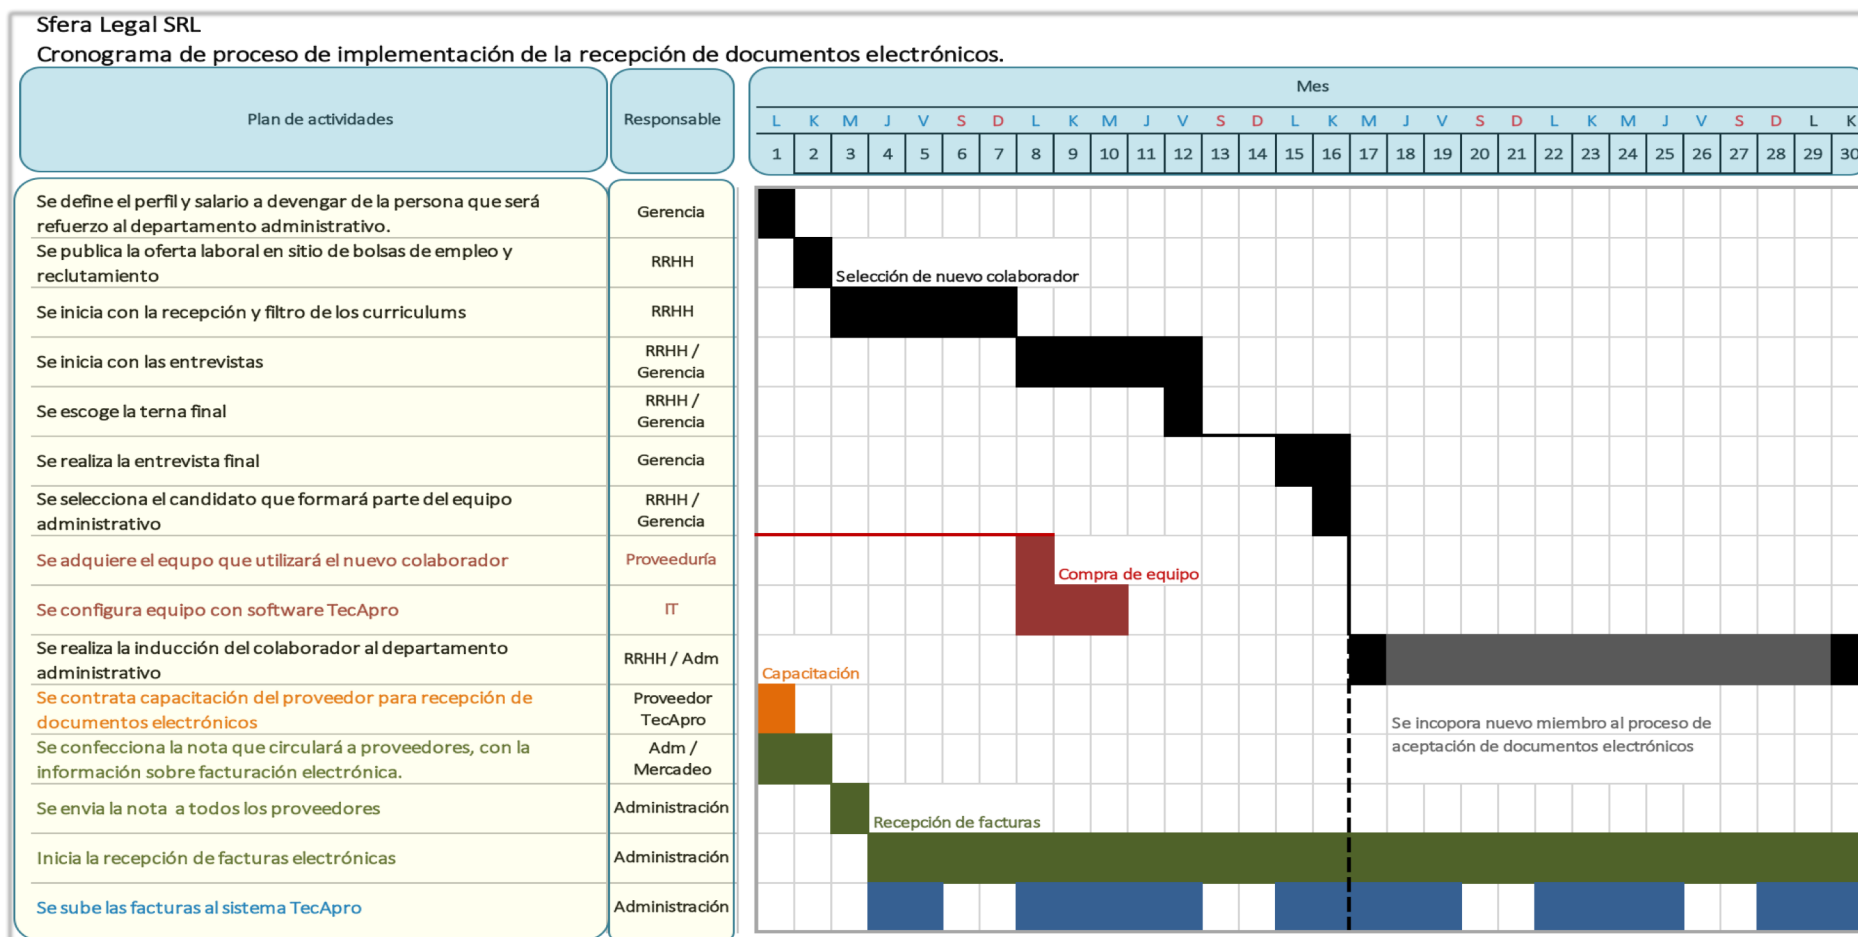 Sfera Legal SRL
Cronograma de proceso de implementación de la recepción de documentos electrónicos.
Plan de actividades
Responsable
Mes
L K M J V S D L K M J V S D L K M J V S D L K M J V S D L K
1 2 3 4 5 6 7 8 9 10 11 12 13 14 15 16 17 18 19 20 21 22 23 24 25 26 27 28 29 30
Se define el perfil y salario a devengar de la persona que será
refuerzo al departamento administrativo.
Gerencia
Se publica la oferta laboral en sitio de bolsas de empleo y
reclutamiento
RRHH
Selección de nuevo colaborador
Se inicia con la recepción y filtro de los curriculums
RRHH
Se inicia con las entrevistas
RRHH /
Gerencia
Se escoge la terna final
RRHH /
Gerencia
Se realiza la entrevista final
Gerencia
Se selecciona el candidato que formará parte del equipo
administrativo
RRHH /
Gerencia
Se adquiere el equpo que utilizará el nuevo colaborador
Proveeduría
Compra de equipo
Se configura equipo con software TecApro
IT
Se realiza la inducción del colaborador al departamento
administrativo
RRHH / Adm
Capacitación
Se contrata capacitación del proveedor para recepción de
documentos electrónicos
Proveedor
TecApro
Se incopora nuevo miembro al proceso de
aceptación de documentos electrónicos
Se confecciona la nota que circulará a proveedores, con la
información sobre facturación electrónica.
Adm /
Mercadeo
Se envia la nota a todos los proveedores
Administración
Recepción de facturas
Inicia la recepción de facturas electrónicas
Administración
Se sube las facturas al sistema TecApro
Administración